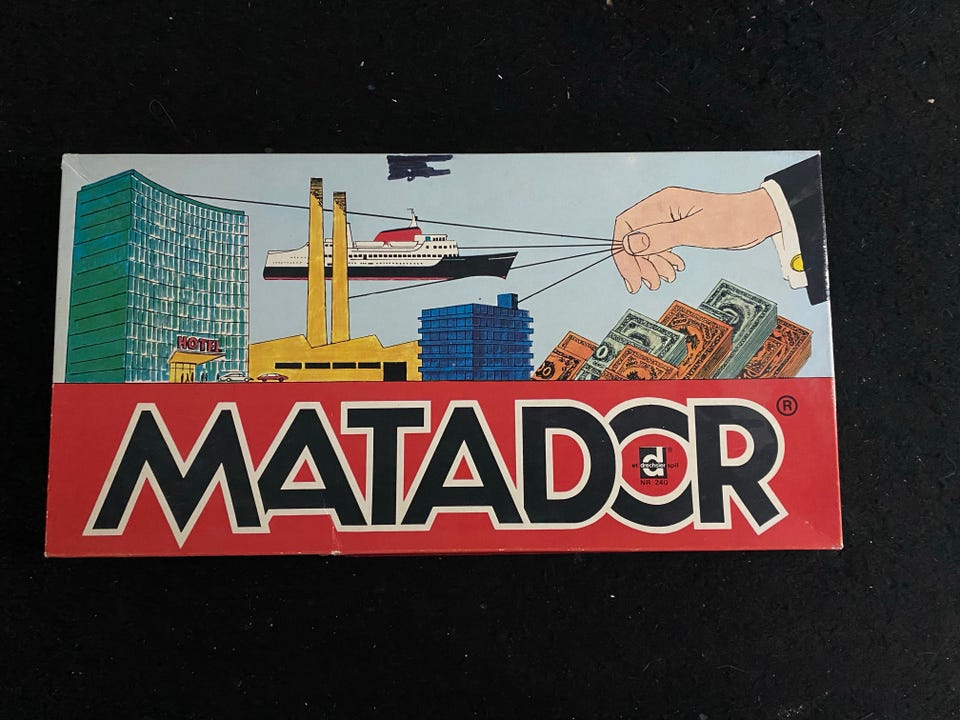 HOTEL
MATADOR ®
d ®
et drechsler spil
NR 240